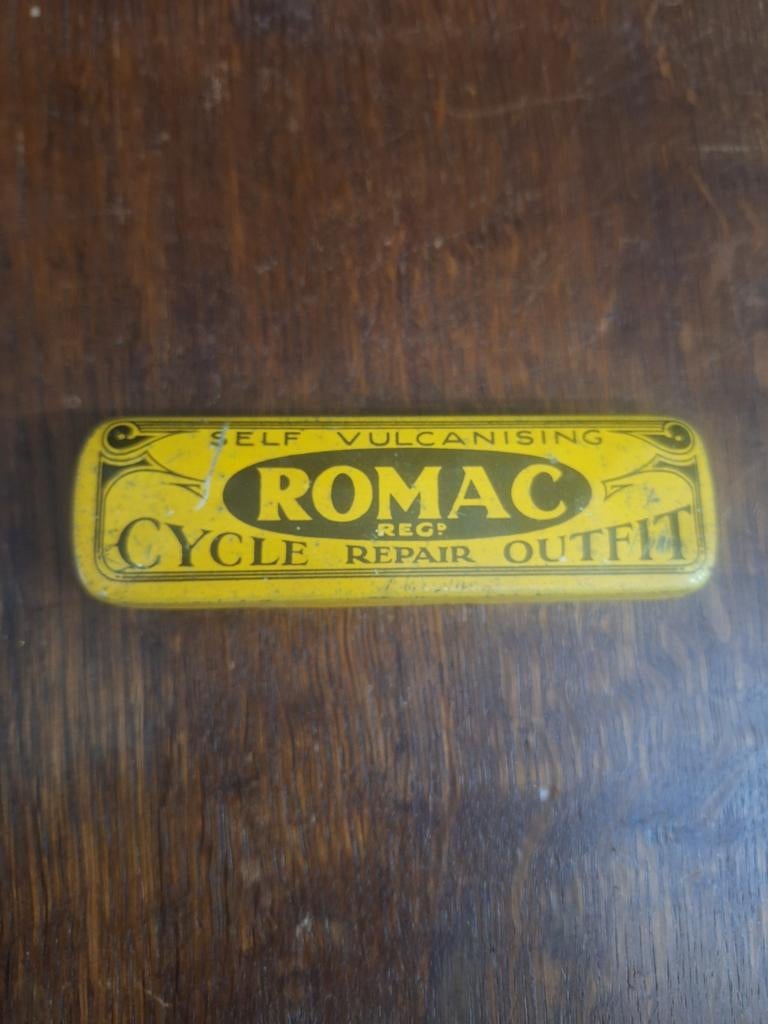 SELF VULCANISING
ROMAC
REGD
CYCLE REPAIR OUTFIT